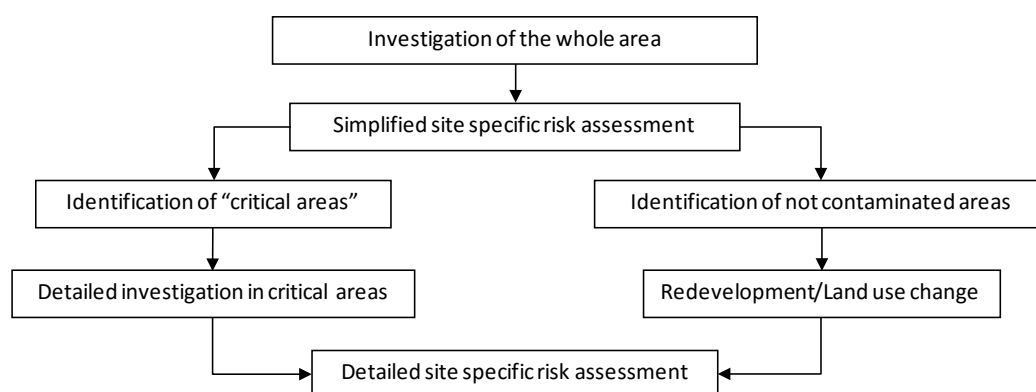 Investigation of the whole area
Simplified site specific risk assessment
Identification of “critical areas”
Identification of not contaminated areas
Detailed investigation in critical areas
Redevelopment/Land use change
Detailed site specific risk assessment